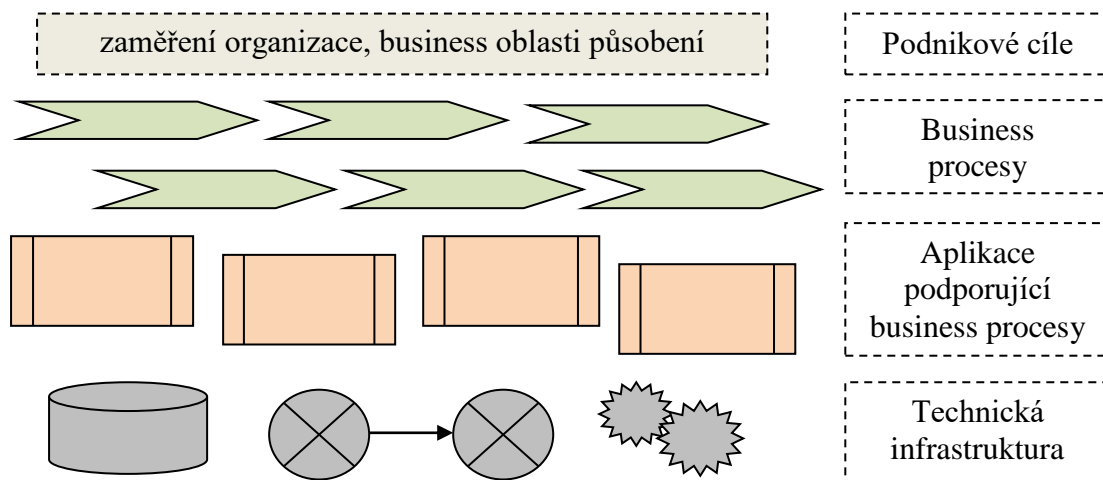 zaměření organizace, business oblasti působení
Podnikové cíle
Business
procesy
Aplikace
podporující
business procesy
Technická
infrastruktura